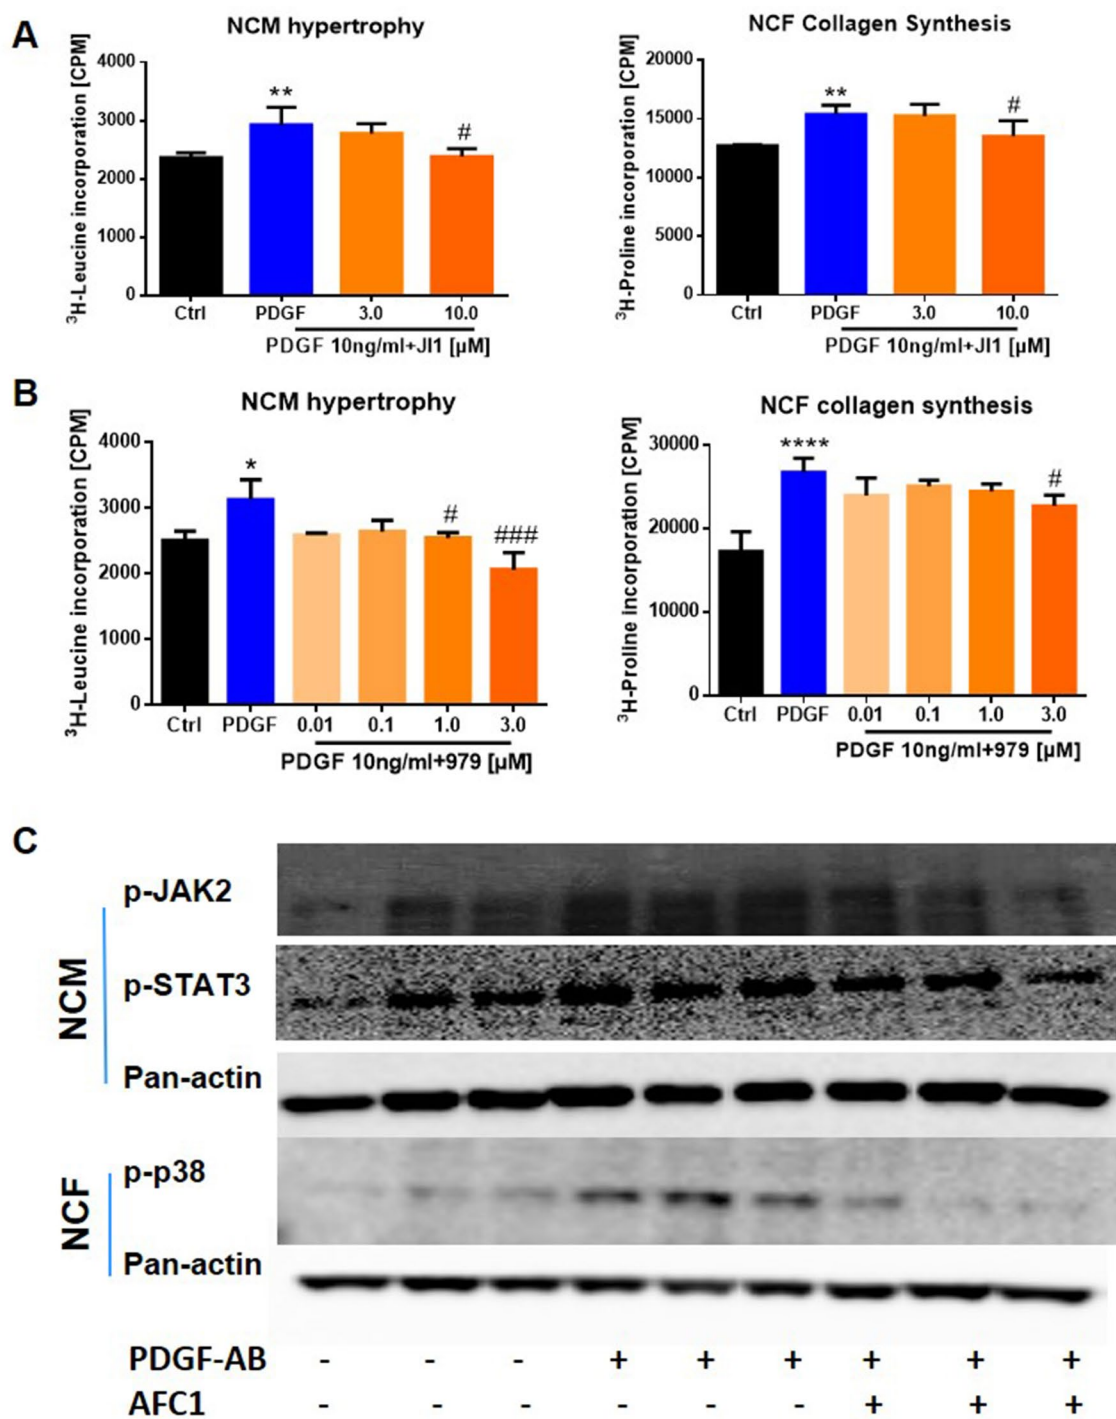 A
NCM hypertrophy
³H-Leucine incorporation [CPM]
4000
3000
2000
1000
0
**
#
Ctrl PDGF 3.0 10.0
PDGF 10ng/ml+JI1 [µM]
NCF Collagen Synthesis
³H-Proline incorporation [CPM]
20000
15000
10000
5000
0
**
#
Ctrl PDGF 3.0 10.0
PDGF 10ng/ml+JI1 [µM]
B
NCM hypertrophy
³H-Leucine incorporation [CPM]
4000
3000
2000
1000
0
*
#
###
Ctrl PDGF 0.01 0.1 1.0 3.0
PDGF 10ng/ml+979 [µM]
NCF collagen synthesis
³H-Proline incorporation [CPM]
30000
20000
10000
0
****
#
Ctrl PDGF 0.01 0.1 1.0 3.0
PDGF 10ng/ml+979 [µM]
C
NCM
p-JAK2
p-STAT3
Pan-actin
NCF
p-p38
Pan-actin
PDGF-AB - - - + + + + + +
AFC1 - - - - - - + + +